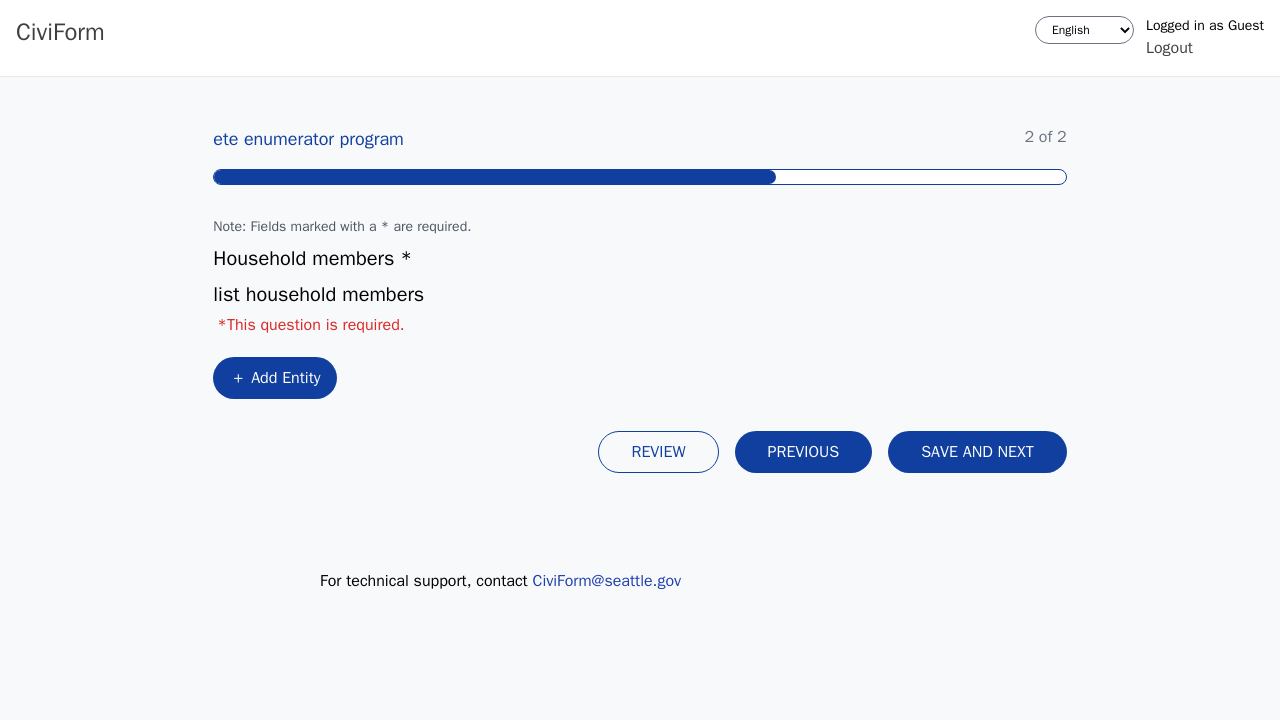 CiviForm
English
Logged in as Guest
Logout
ete enumerator program
2 of 2
Note: Fields marked with a * are required.
Household members *
list household members
*This question is required.
+ Add Entity
REVIEW
PREVIOUS
SAVE AND NEXT
For technical support, contact CiviForm@seattle.gov